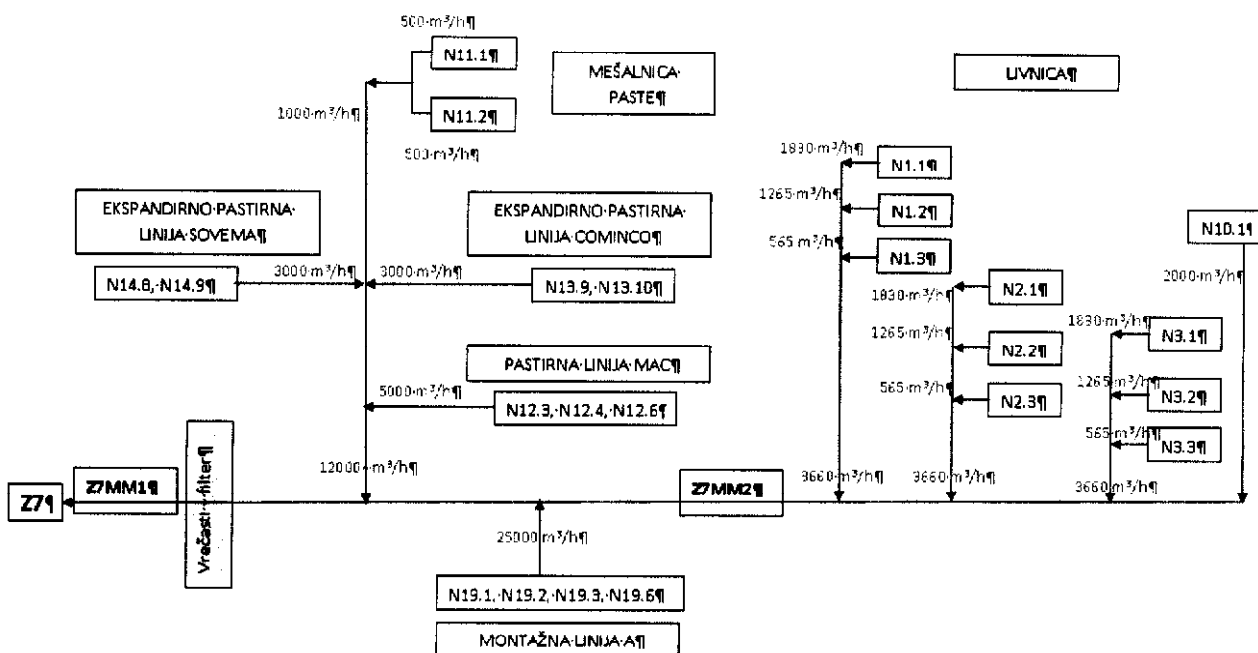 500·m³/h¶
N11.1¶
MEŠALNICA·
PASTE¶
LIVNICA¶
1000·m³/h¶
N11.2¶
500·m³/h¶
1830·m³/h¶
N1.1¶
1265·m³/h¶
N1.2¶
565·m³/h¶
N1.3¶
EKSPANDIRNO·PASTIRNA·
LINIJA·SOVEMA¶
EKSPANDIRNO·PASTIRNA·
LINIJA·COMINCO¶
N10.1¶
N14.8,·N14.9¶
3000·m³/h¶
3000·m³/h¶
N13.9,·N13.10¶
2000·m³/h¶
N2.1¶
1830·m³/h¶
1265·m³/h¶
N2.2¶
565·m³/h¶
N2.3¶
1830·m³/h¶
N3.1¶
1265·m³/h¶
N3.2¶
565·m³/h¶
N3.3¶
PASTIRNA·LINIJA·MAC¶
5000·m³/h¶
N12.3,·N12.4,·N12.6¶
12000·m³/h¶
3660·m³/h¶
3660·m³/h¶
3660·m³/h¶
Z7¶
Z7MM1¶
Vrečasti··filter¶
Z7MM2¶
25000·m³/h¶
N19.1,·N19.2,·N19.3,·N19.6¶
MONTAŽNA·LINIJA·A¶